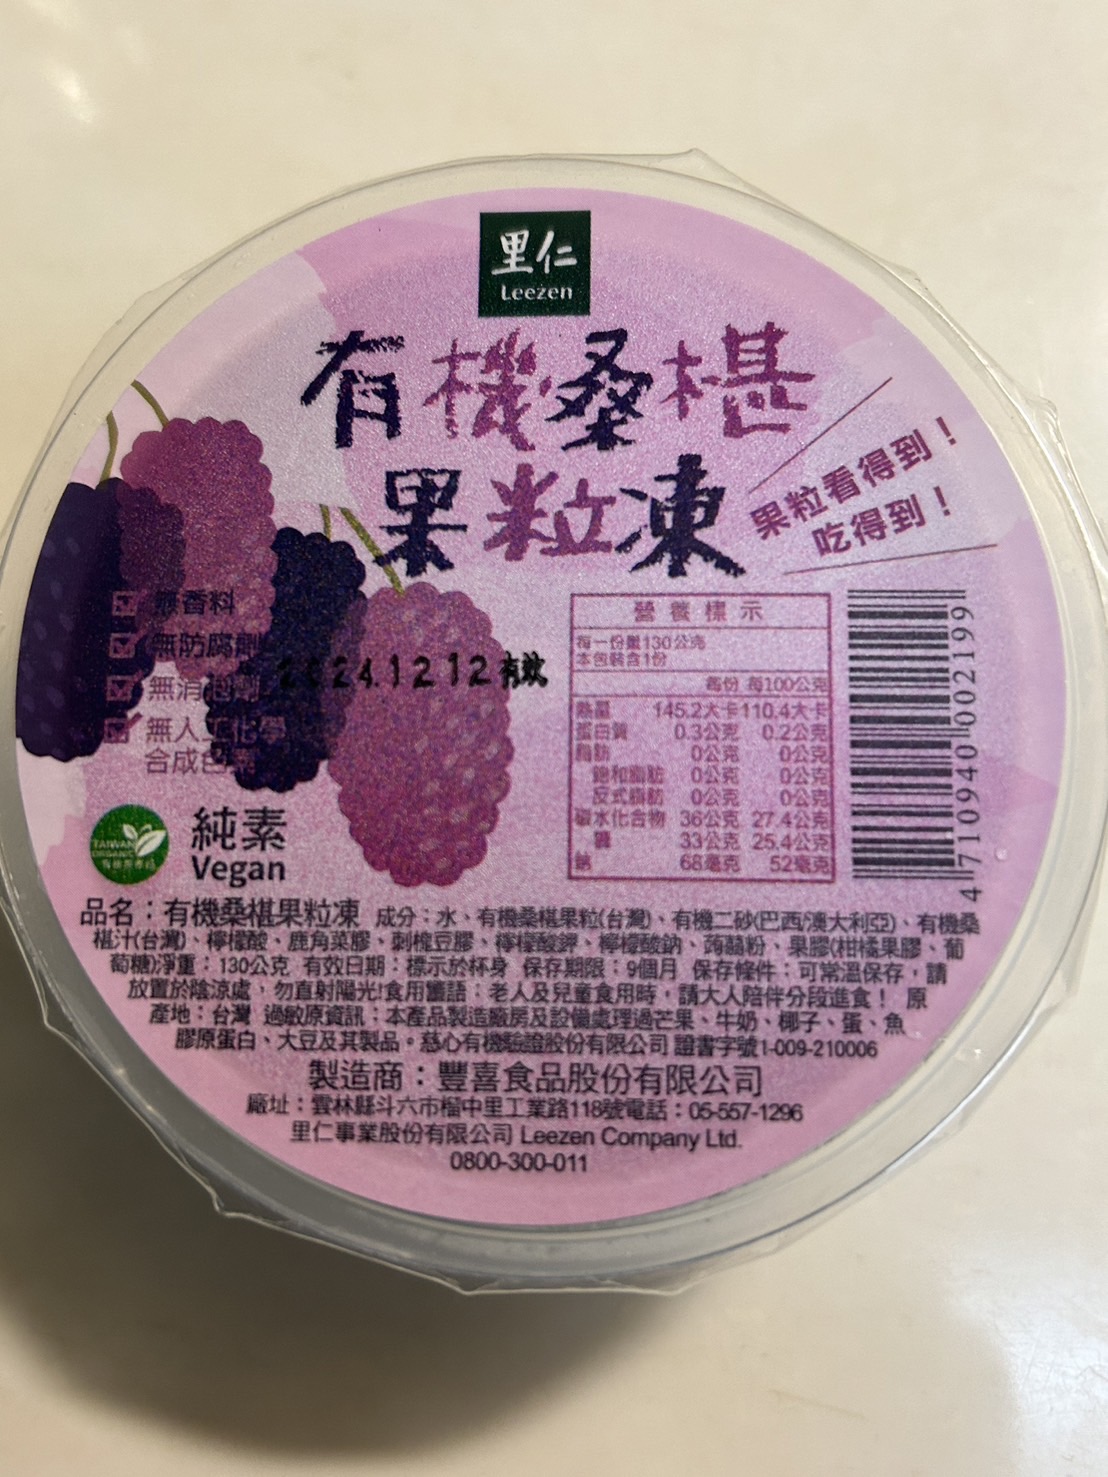 里仁
Leezen
有機桑椹
果粒凍
果粒看得到！
吃得到！
無香料
無防腐劑
無消泡劑
無人工化學
合成色素
2024.12.12有效
營養標示
每一份量130公克
本包裝含1份
每份 每100公克
熱量 145.2大卡 110.4大卡
蛋白質 0.3公克 0.2公克
脂肪 0公克 0公克
飽和脂肪 0公克 0公克
反式脂肪 0公克 0公克
碳水化合物 36公克 27.4公克
糖 33公克 25.4公克
鈉 68毫克 52毫克
4 710940 002199
TAIWAN
ORGANIC
純素
Vegan
品名：有機桑椹果粒凍 成分：水、有機桑椹果粒(台灣)、有機二砂(巴西/澳大利亞)、有機桑
椹汁(台灣)、檸檬酸、鹿角菜膠、刺槐豆膠、檸檬酸鉀、檸檬酸鈉、蒟蒻粉、果膠(柑橘果膠、葡
萄糖)淨重：130公克 有效日期：標示於杯身 保存期限：9個月 保存條件：可常溫保存，請
放置於陰涼處，勿直射陽光!食用警語：老人及兒童食用時，請大人陪伴分段進食！ 原
產地：台灣 過敏原資訊：本產品製造廠房及設備處理過芒果、牛奶、椰子、蛋、魚
膠原蛋白、大豆及其製品。慈心有機驗證股份有限公司 證書字號1-009-210006
製造商：豐喜食品股份有限公司
廠址：雲林縣斗六市榴中里工業路118號電話：05-557-1296
里仁事業股份有限公司 Leezen Company Ltd.
0800-300-011